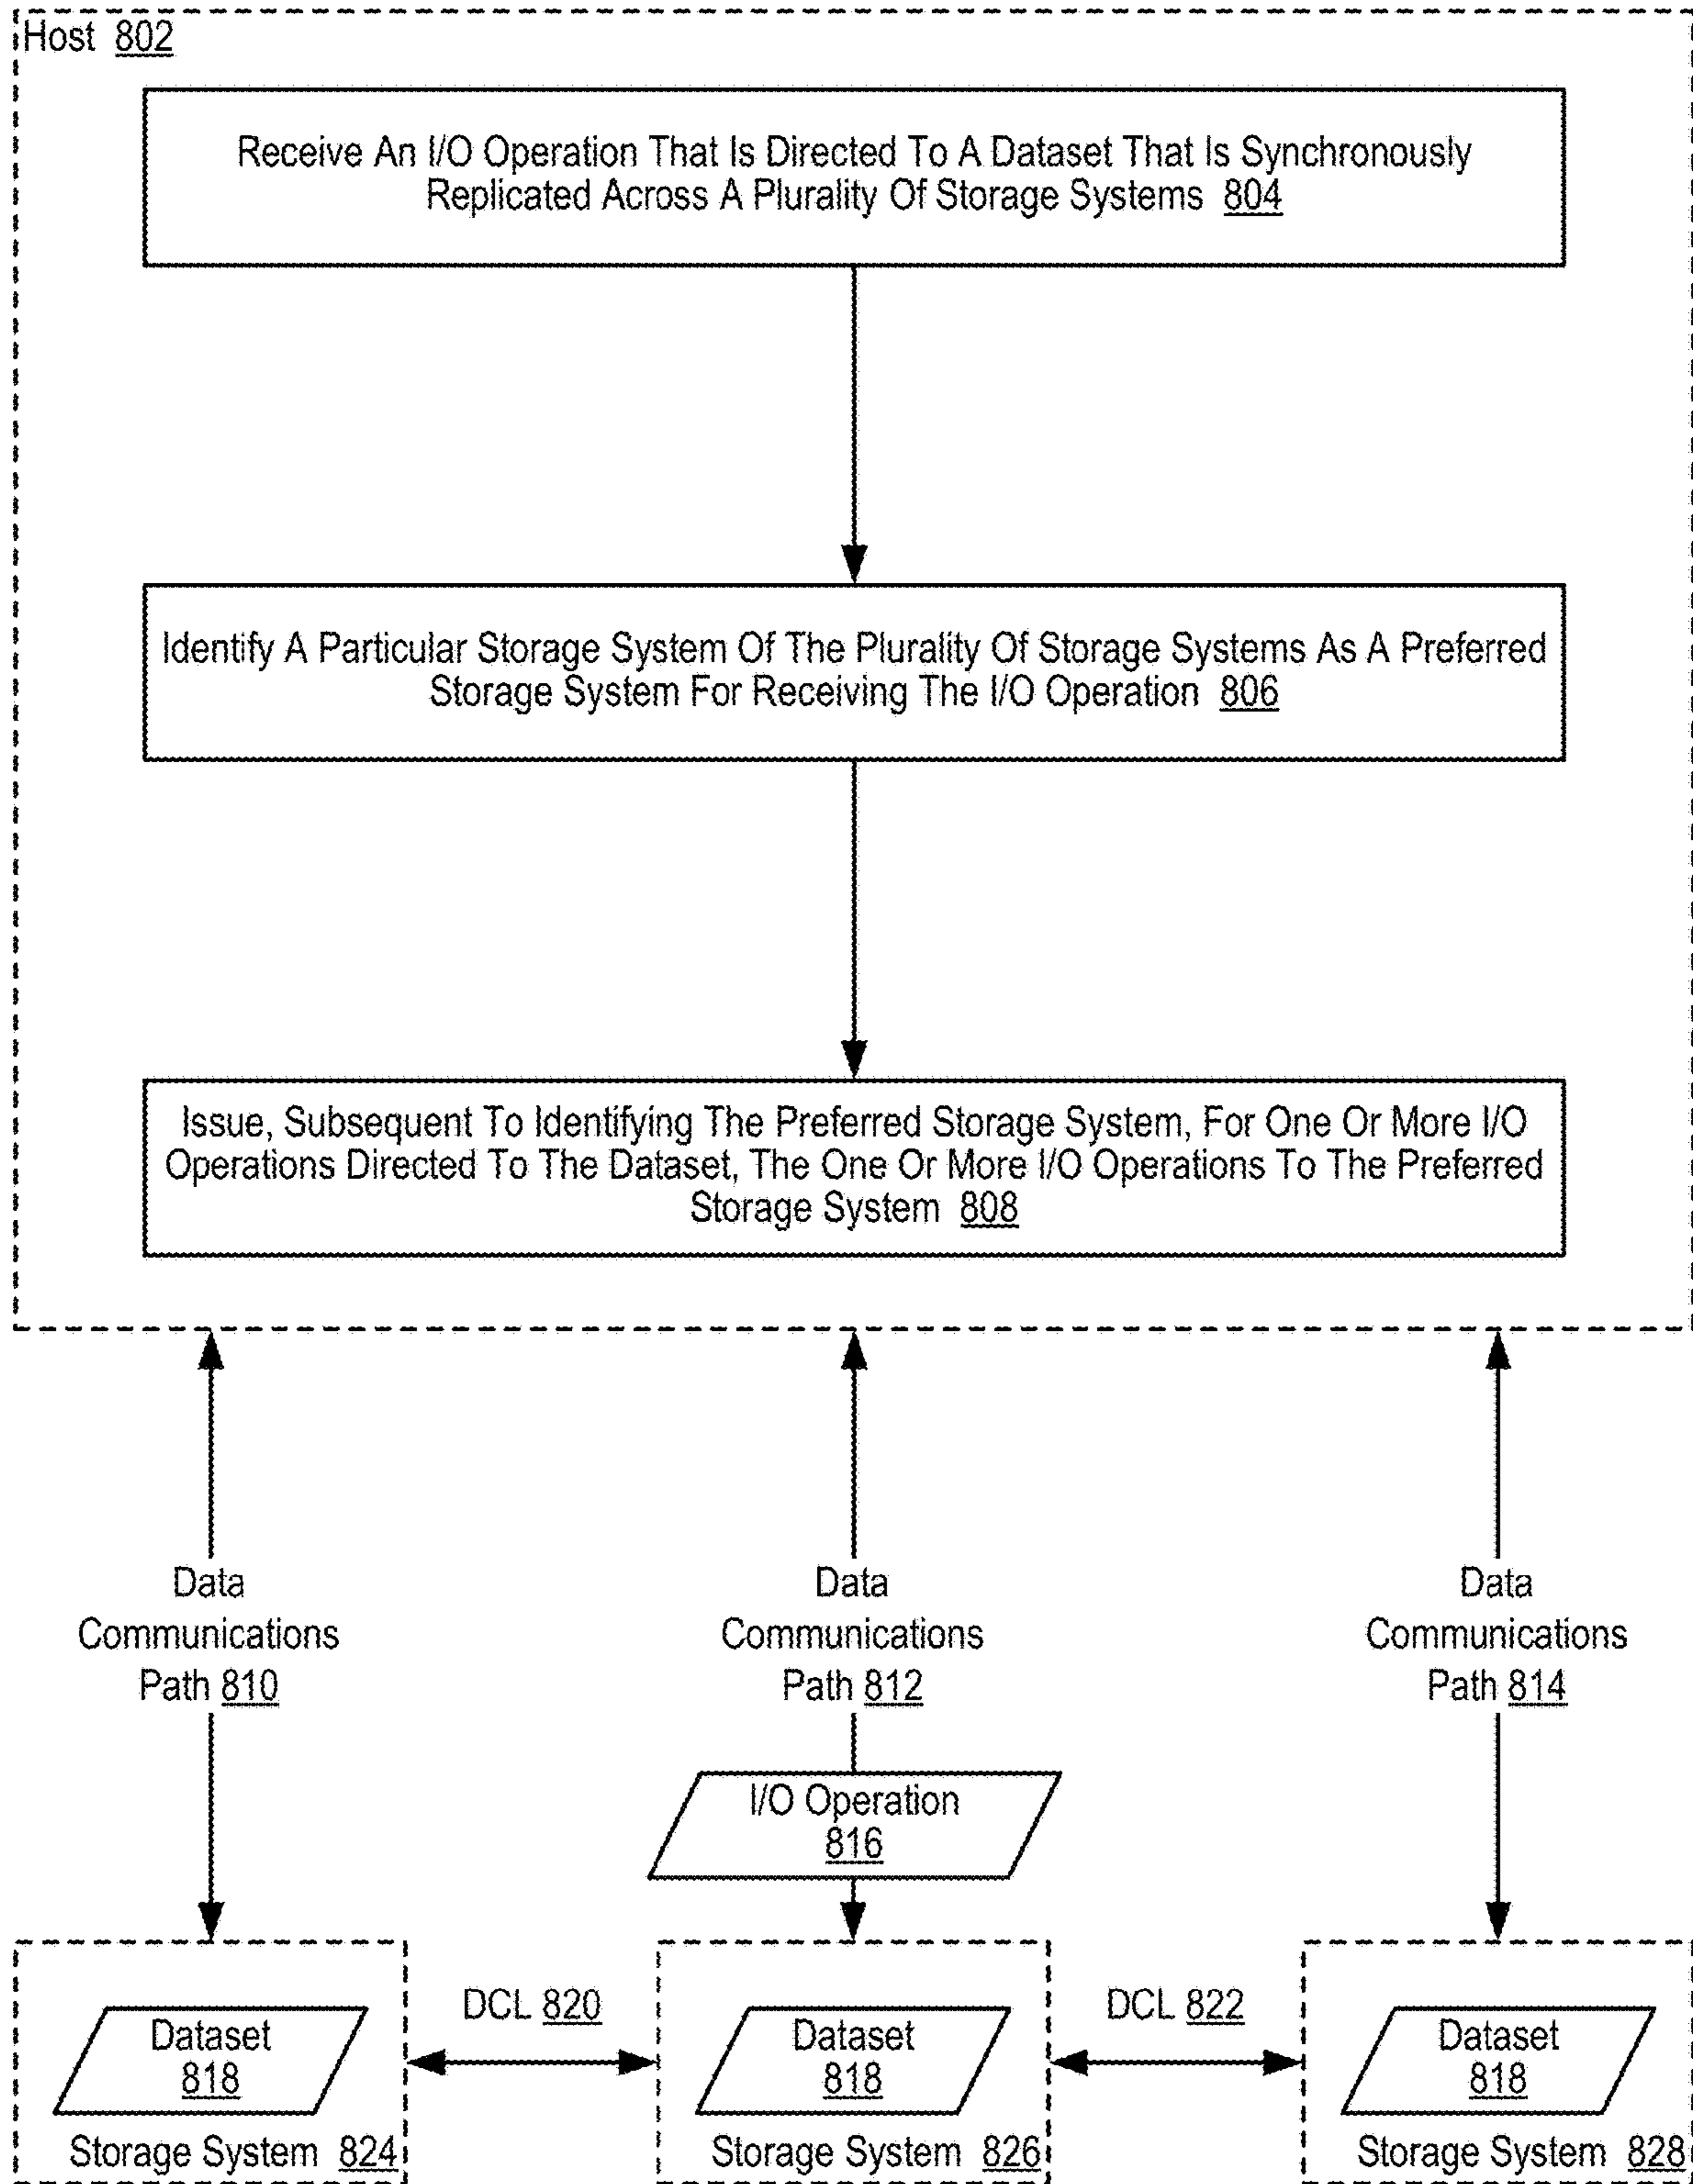 Host 802
Receive An I/O Operation That Is Directed To A Dataset That Is Synchronously
Replicated Across A Plurality Of Storage Systems 804
Identify A Particular Storage System Of The Plurality Of Storage Systems As A Preferred
Storage System For Receiving The I/O Operation 806
Issue, Subsequent To Identifying The Preferred Storage System, For One Or More I/O
Operations Directed To The Dataset, The One Or More I/O Operations To The Preferred
Storage System 808
Data
Communications
Path 810
Data
Communications
Path 812
Data
Communications
Path 814
I/O Operation
816
Dataset
818
Storage System 824
DCL 820
Dataset
818
Storage System 826
DCL 822
Dataset
818
Storage System 828